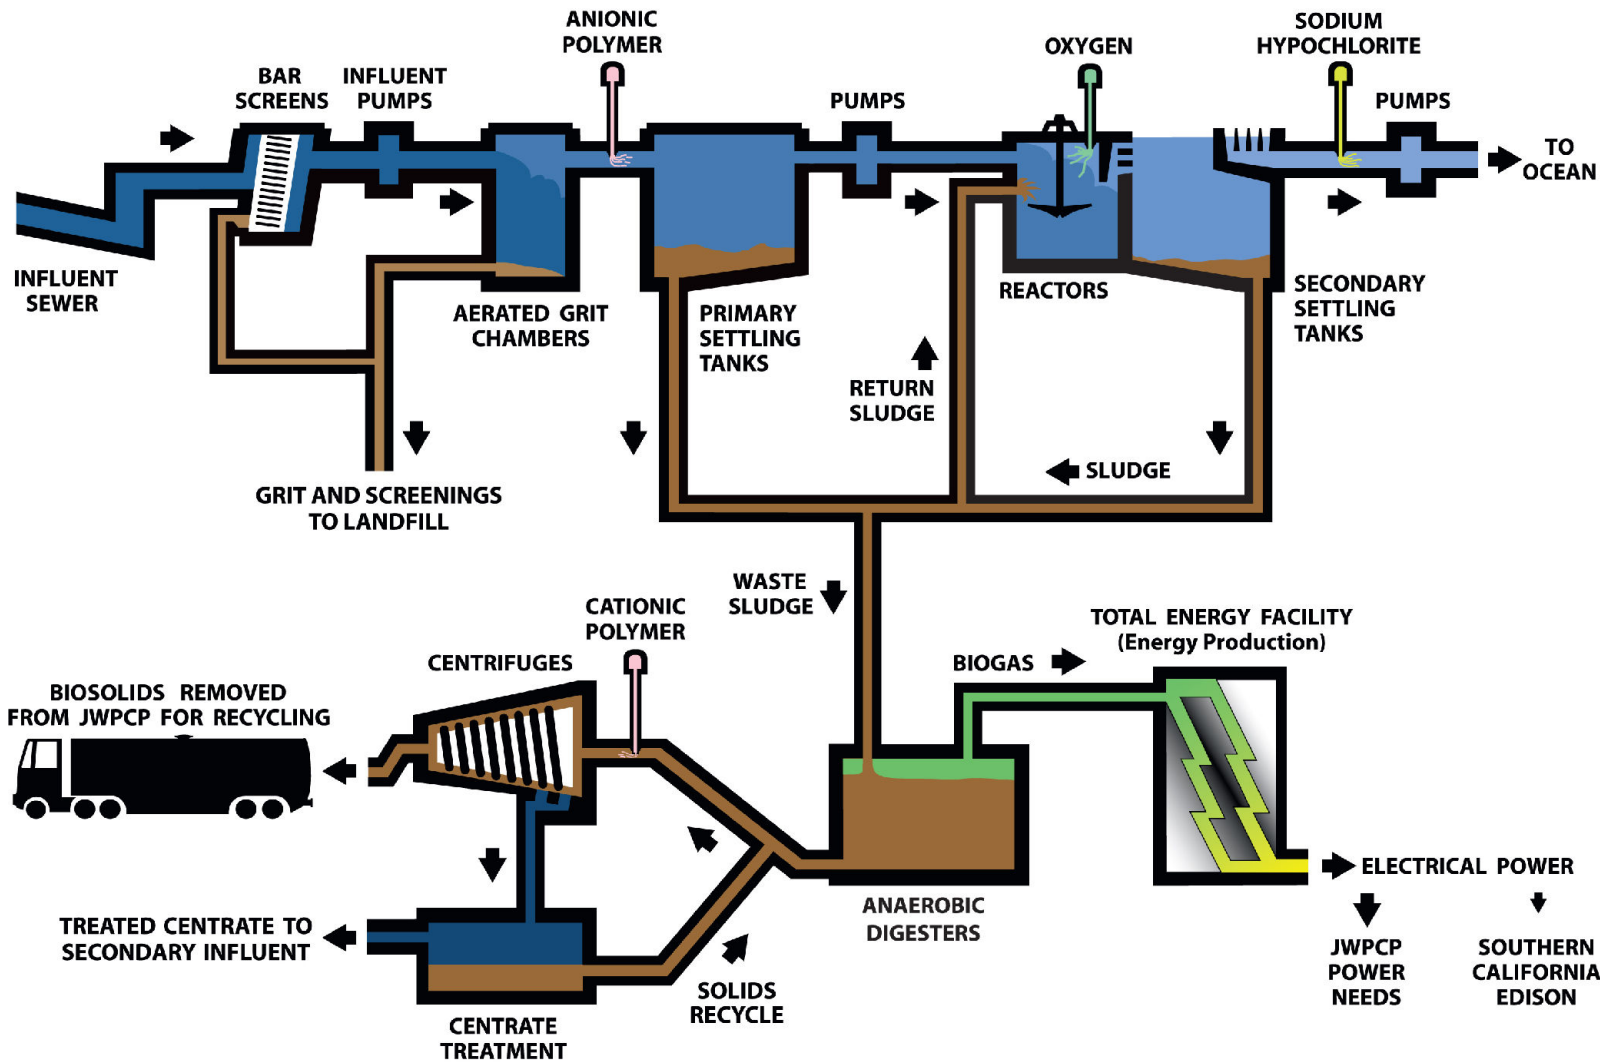 ANIONIC
POLYMER
SODIUM
HYPOCHLORITE
OXYGEN
BAR
SCREENS
INFLUENT
PUMPS
PUMPS
PUMPS
TO
OCEAN
INFLUENT
SEWER
AERATED GRIT
CHAMBERS
PRIMARY
SETTLING
TANKS
REACTORS
SECONDARY
SETTLING
TANKS
RETURN
SLUDGE
SLUDGE
GRIT AND SCREENINGS
TO LANDFILL
WASTE
SLUDGE
CATIONIC
POLYMER
CENTRIFUGES
BIOGAS
TOTAL ENERGY FACILITY
(Energy Production)
BIOSOLIDS REMOVED
FROM JWPCP FOR RECYCLING
ELECTRICAL POWER
ANAEROBIC
DIGESTERS
TREATED CENTRATE TO
SECONDARY INFLUENT
JWPCP
POWER
NEEDS
SOUTHERN
CALIFORNIA
EDISON
SOLIDS
RECYCLE
CENTRATE
TREATMENT